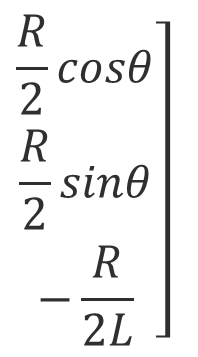 R/2 cosθ
R/2 sinθ
− R/2L ]